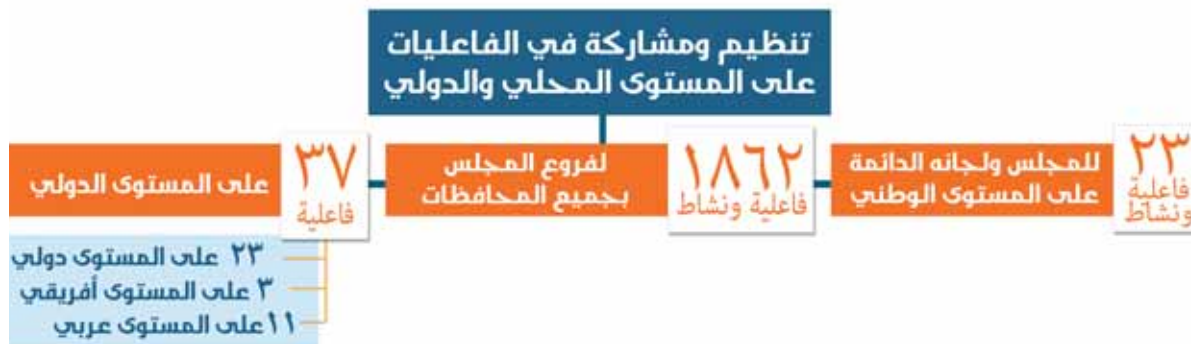 تنظيم ومشاركة في الفاعليات
على المستوى المحلي والدولي
٢٣
فاعلية
ونشاط
للمجلس ولجانه الدائمة
على المستوى الوطني
١٨٦٢
فاعلية ونشاط
لفروع المجلس
بجميع المحافظات
٣٧
فاعلية
على المستوى الدولي
٢٣ على المستوى دولي
٣ على المستوى أفريقي
١١ على المستوى عربي